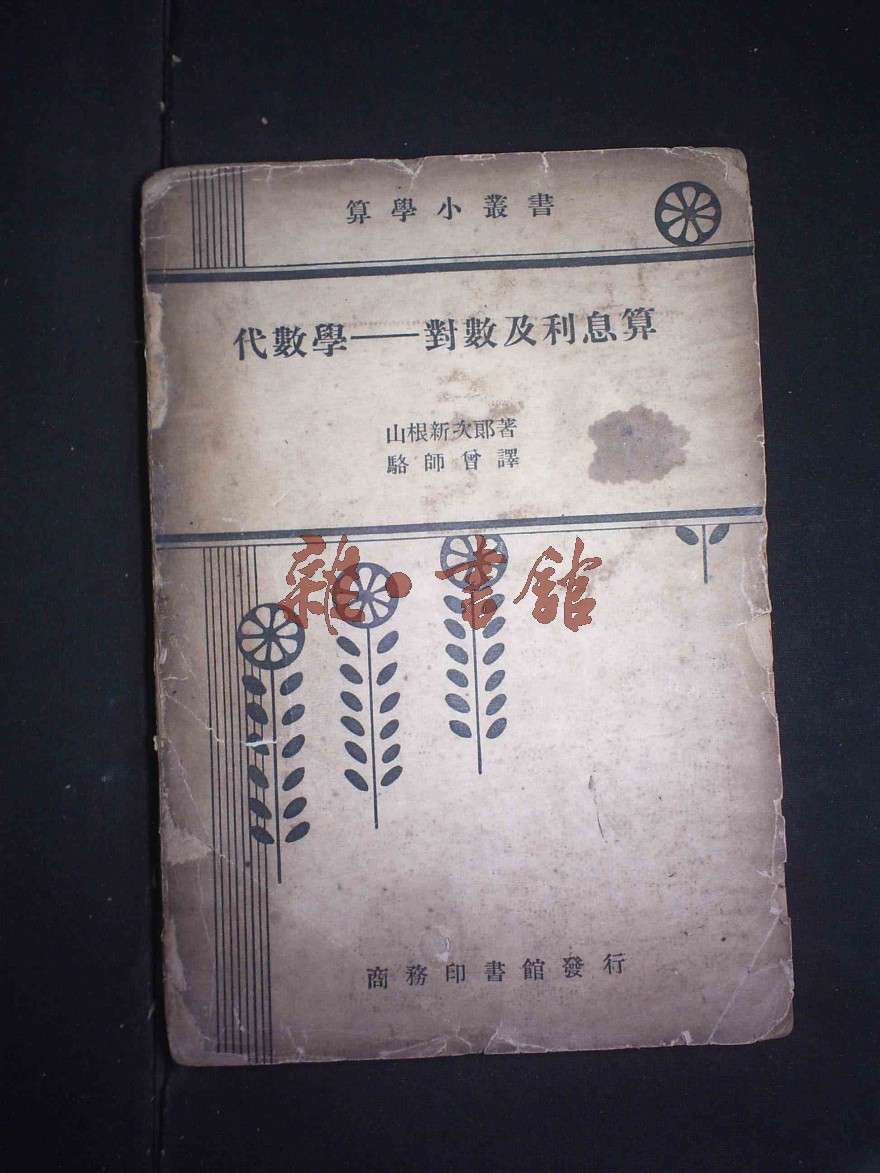 算學小叢書
代數學——對數及利息算
山根新次郎著
駱師曾譯
雜·書館
商務印書館發行